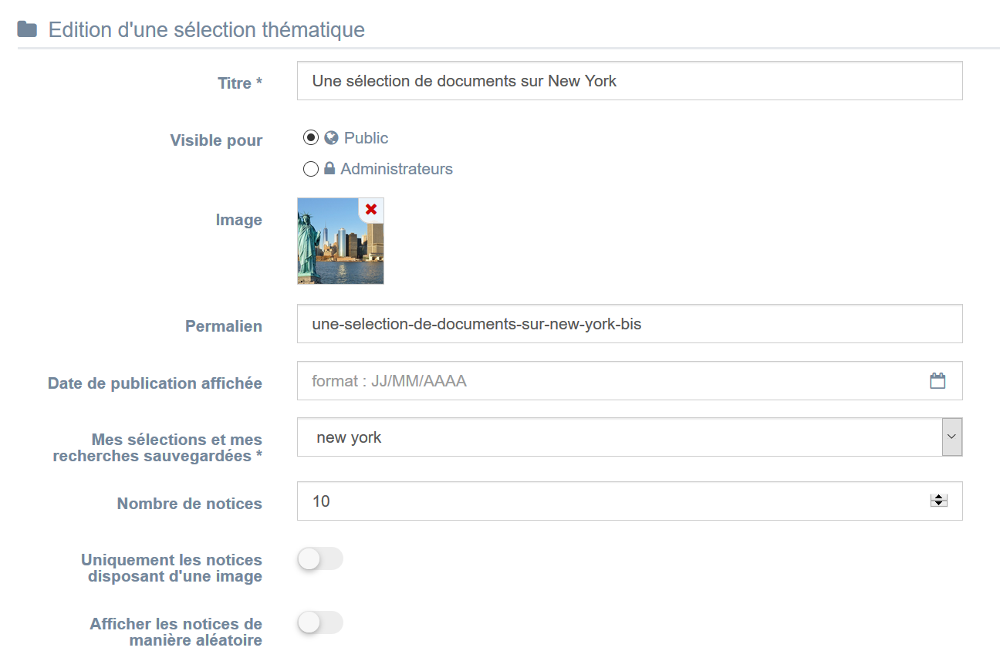 Edition d'une sélection thématique
Titre *
Une sélection de documents sur New York
Visible pour
Public
Administrateurs
Image
Permalien
une-selection-de-documents-sur-new-york-bis
Date de publication affichée
format : JJ/MM/AAAA
Mes sélections et mes
recherches sauvegardées *
new york
Nombre de notices
10
Uniquement les notices
disposant d'une image
Afficher les notices de
manière aléatoire